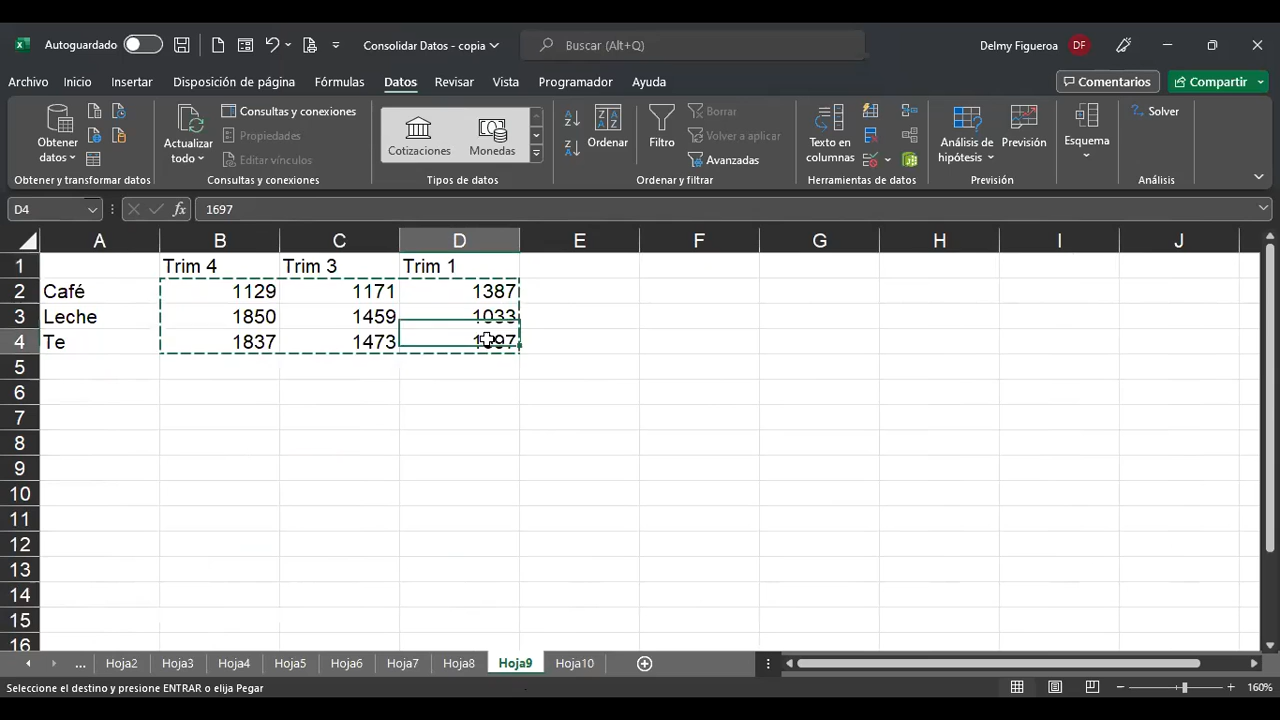 Autoguardado
Consolidar Datos - copia
Buscar (Alt+Q)
Delmy Figueroa
DF
Archivo Inicio Insertar Disposición de página Fórmulas Datos Revisar Vista Programador Ayuda
Comentarios
Compartir
Obtener datos
Actualizar todo
Consultas y conexiones
Propiedades
Editar vínculos
Cotizaciones
Monedas
Ordenar
Filtro
Borrar
Volver a aplicar
Avanzadas
Texto en columnas
Análisis de hipótesis
Previsión
Esquema
Solver
Obtener y transformar datos
Consultas y conexiones
Tipos de datos
Ordenar y filtrar
Herramientas de datos
Previsión
Análisis
D4 fx 1697
A B C D E F G H I J
1 Trim 4 Trim 3 Trim 1
2 Café 1129 1171 1387
3 Leche 1850 1459 1033
4 Te 1837 1473 1697
5
6
7
8
9
10
11
12
13
14
15
16
... Hoja2 Hoja3 Hoja4 Hoja5 Hoja6 Hoja7 Hoja8 Hoja9 Hoja10
Seleccione el destino y presione ENTRAR o elija Pegar
160%